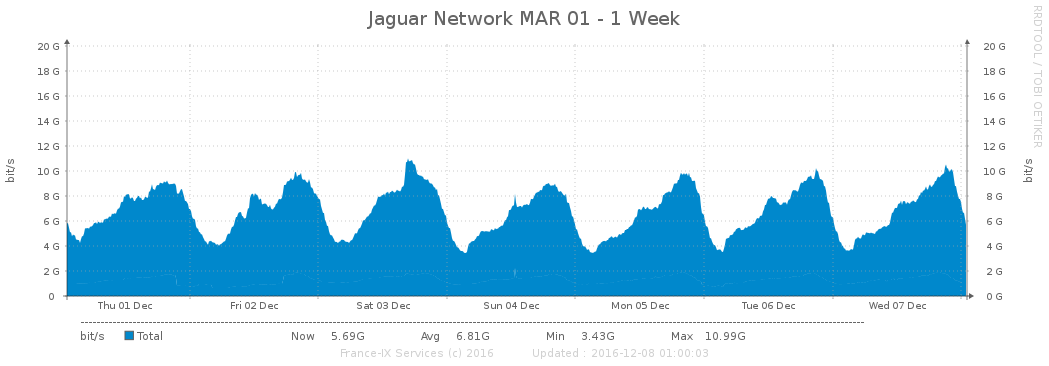 Jaguar Network MAR 01 - 1 Week
RRDTOOL / TOBI OETIKER
bit/s
20 G 20 G
18 G 18 G
16 G 16 G
14 G 14 G
12 G 12 G
10 G 10 G
8 G 8 G
6 G 6 G
4 G 4 G
2 G 2 G
0 0 G
bit/s
Thu 01 Dec Fri 02 Dec Sat 03 Dec Sun 04 Dec Mon 05 Dec Tue 06 Dec Wed 07 Dec
bit/s Total Now 5.69G Avg 6.81G Min 3.43G Max 10.99G
France-IX Services (c) 2016 Updated : 2016-12-08 01:00:03